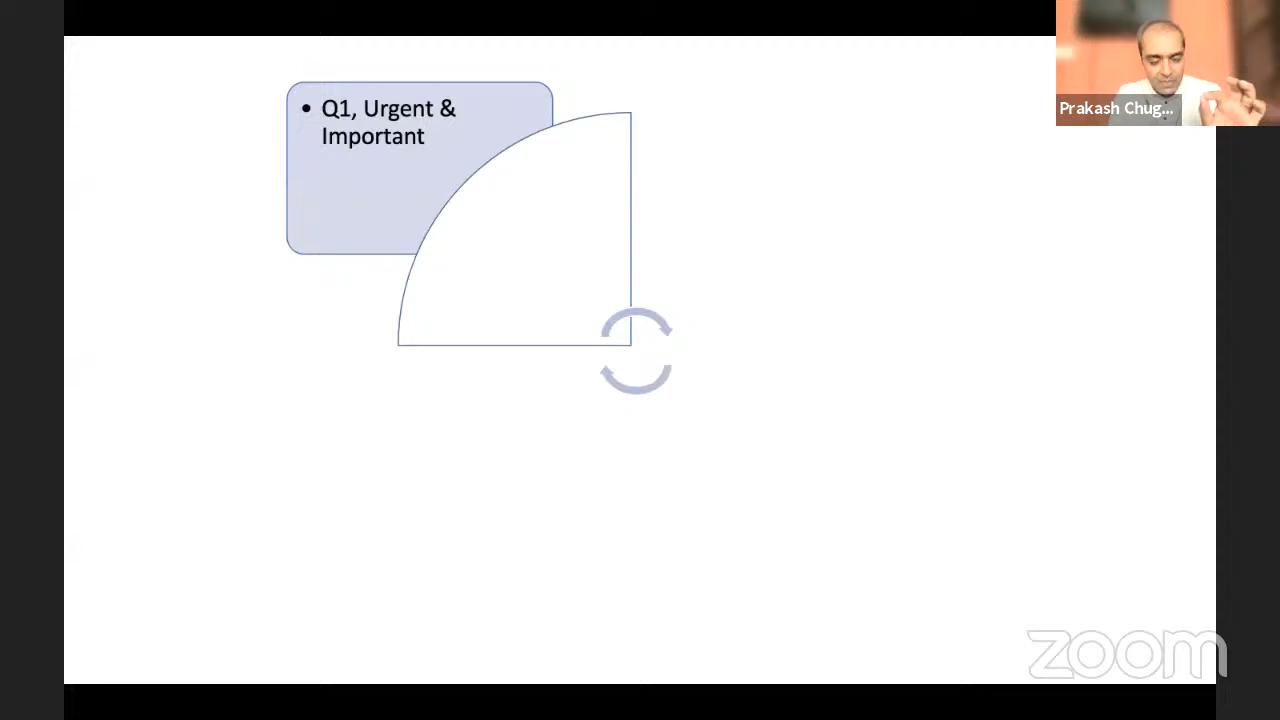 • Q1, Urgent &
Important
Prakash Chug...
zoom